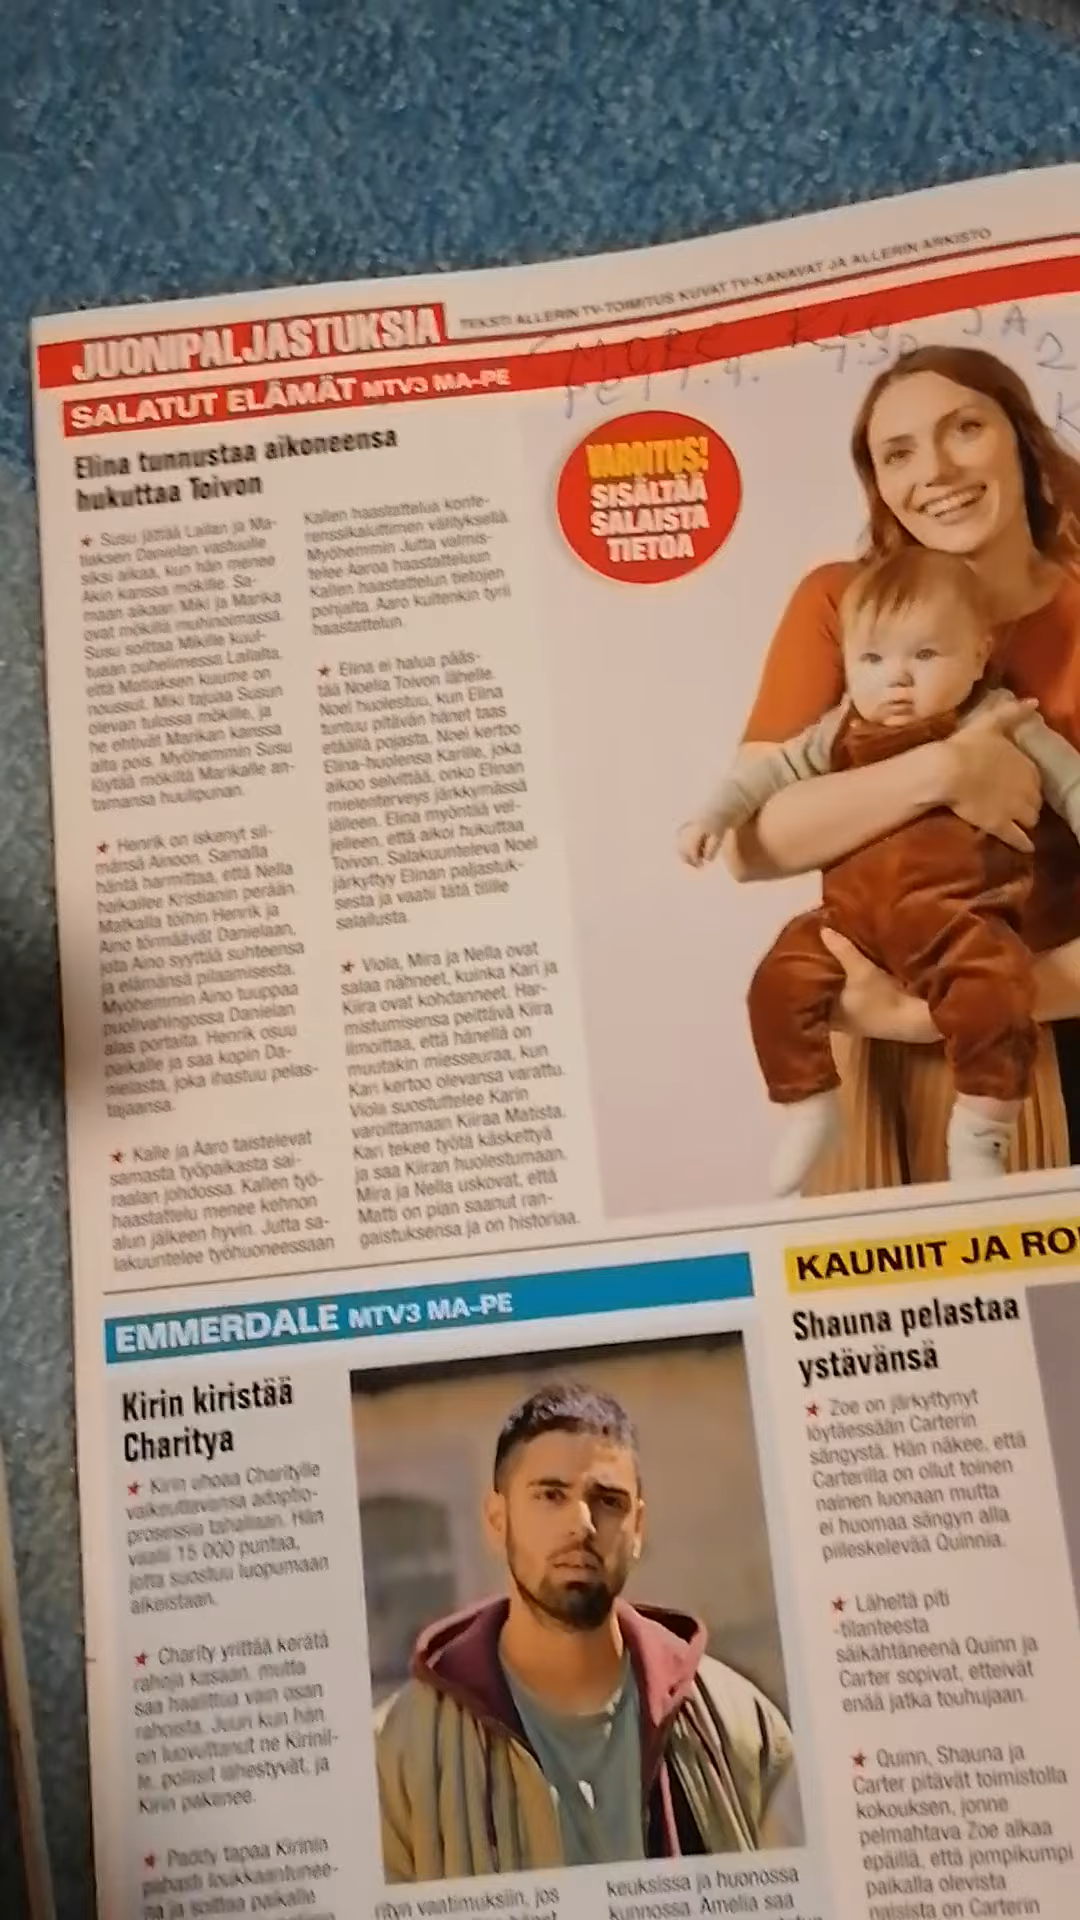 JUONIPALJASTUKSIA
TEKSTI ALLERIN TV-TOIMITUS KUVAT TV-KANAVAT JA ALLERIN ARKISTO
SALATUT ELÄMÄT MTV3 MA-PE
Elina tunnustaa aikoneensa
hukuttaa Toivon
★ Susu jättää Lailan ja Ma-
tiaksen Danielan vastuulle
siksi aikaa, kun hän menee
Akin kanssa mökille. Sa-
maan aikaan Miki ja Marika
ovat mökillä muhinoimassa.
Susu soittaa Mikille kuul-
tuaan puhelimessa Lailalta,
että Matiaksen kuume on
noussut. Miki tajuaa Susun
olevan tulossa mökille, ja
he ehtivät Marikan kanssa
alta pois. Myöhemmin Susu
löytää mökiltä Marikalle an-
tamansa huulipunan.
★ Henrik on iskenyt sil-
mänsä Ainoon. Samalla
häntä harmittaa, että Nella
haikailee Kristianin perään.
Matkalla töihin Henrik ja
Aino törmäävät Danielaan,
jota Aino syyttää suhteensa
ja elämänsä pilaamisesta.
Myöhemmin Aino tuuppaa
puolivahingossa Danielan
alas portaita. Henrik osuu
paikalle ja saa kopin Da-
nielasta, joka ihastuu pelas-
tajaansa.
★ Kalle ja Aaro taistelevat
samasta työpaikasta sai-
raalan johdossa. Kallen työ-
haastattelu menee kehnon
alun jälkeen hyvin. Jutta sa-
lakuuntelee työhuoneessaan
Kallen haastattelua konfe-
renssikaiuttimen välityksellä.
Myöhemmin Jutta valmis-
telee Aaroa haastatteluun
Kallen haastattelun tietojen
pohjalta. Aaro kuitenkin tyrii
haastattelun.
★ Elina ei halua pääs-
tää Noelia Toivon lähelle.
Noel huolestuu, kun Elina
tuntuu pitävän hänet taas
etäällä pojasta. Noel kertoo
Elina-huolensa Karille, joka
aikoo selvittää, onko Elinan
mielenterveys järkkymässä
jälleen. Elina myöntää vel-
jelleen, että aikoi hukuttaa
Toivon. Salakuunteleva Noel
järkyttyy Elinan paljastuk-
sesta ja vaatii tätä tilille
salailusta.
★ Viola, Mira ja Nella ovat
salaa nähneet, kuinka Kari ja
Kiira ovat kohdanneet. Har-
mistumisensa peittävä Kiira
ilmoittaa, että hänellä on
muutakin miesseuraa, kun
Kari kertoo olevansa varattu.
Viola suostuttelee Karin
varoittamaan Kiiraa Matista.
Kari tekee työtä käskettyä
ja saa Kiiran huolestumaan.
Mira ja Nella uskovat, että
Matti on pian saanut ran-
gaistuksensa ja on historiaa.
VAROITUS!
SISÄLTÄÄ
SALAISTA
TIETOA
EMMERDALE MTV3 MA-PE
Kirin kiristää
Charitya
★ Kirin uhoaa Charitylle
vaikeuttavansa adoptio-
prosessia tahallaan. Hän
vaatii 15 000 puntaa,
jotta suostuu luopumaan
aikeistaan.
★ Charity yrittää kerätä
rahoja kasaan, mutta
saa haalittua vain osan
rahoista. Juuri kun hän
on luovuttanut ne Kirinil-
le, poliisit lähestyvät, ja
Kirin pakenee.
★ Paddy tapaa Kirinin
pahasti loukkaantunee-
na ja soittaa paikalle
rityn vaatimuksiin, jos
keuksissa ja huonossa
kunnossa. Amelia saa
KAUNIIT JA RO
Shauna pelastaa
ystävänsä
★ Zoe on järkyttynyt
löytäessään Carterin
sängystä. Hän näkee, että
Carterilla on ollut toinen
nainen luonaan mutta
ei huomaa sängyn alla
piileskelevää Quinnia.
★ Läheltä piti
-tilanteesta
säikähtäneenä Quinn ja
Carter sopivat, etteivät
enää jatka touhujaan.
★ Quinn, Shauna ja
Carter pitävät toimistolla
kokouksen, jonne
pelmahtava Zoe alkaa
epäillä, että jompikumpi
paikalla olevista
naisista on Carterin